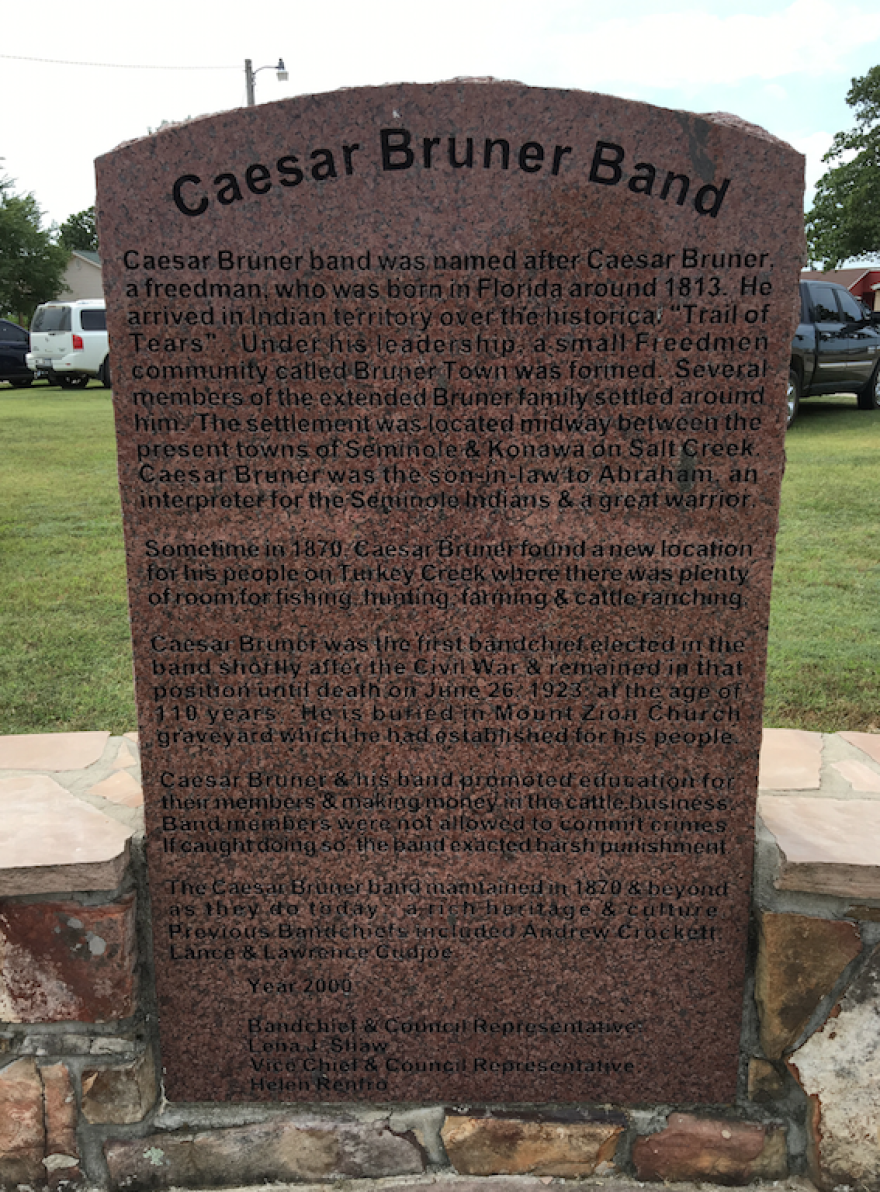 Caesar Bruner Band
Caesar Bruner band was named after Caesar Bruner,
a freedman, who was born in Florida around 1813. He
arrived in Indian territory over the historical "Trail of
Tears". Under his leadership, a small Freedmen
community called Bruner Town was formed. Several
members of the extended Bruner family settled around
him. The settlement was located midway between the
present towns of Seminole & Konawa on Salt Creek.
Caesar Bruner was the son-in-law to Abraham, an
interpreter for the Seminole Indians & a great warrior.
Sometime in 1870, Caesar Bruner found a new location
for his people on Turkey Creek where there was plenty
of room for fishing, hunting, farming & cattle ranching.
Caesar Bruner was the first bandchief elected in the
band shortly after the Civil War & remained in that
position until death on June 26, 1923, at the age of
110 years. He is buried in Mount Zion Church
graveyard which he had established for his people.
Caesar Bruner & his band promoted education for
their members & making money in the cattle business.
Band members were not allowed to commit crimes.
If caught doing so, the band exacted harsh punishment.
The Caesar Bruner band maintained in 1870 & beyond
as they do today, a rich heritage & culture.
Previous Bandchiefs included Andrew Crockett,
Lance & Lawrence Cudjoe.
Year 2000
Bandchief & Council Representative
Lena J. Shaw
Vice Chief & Council Representative
Helen Renfro